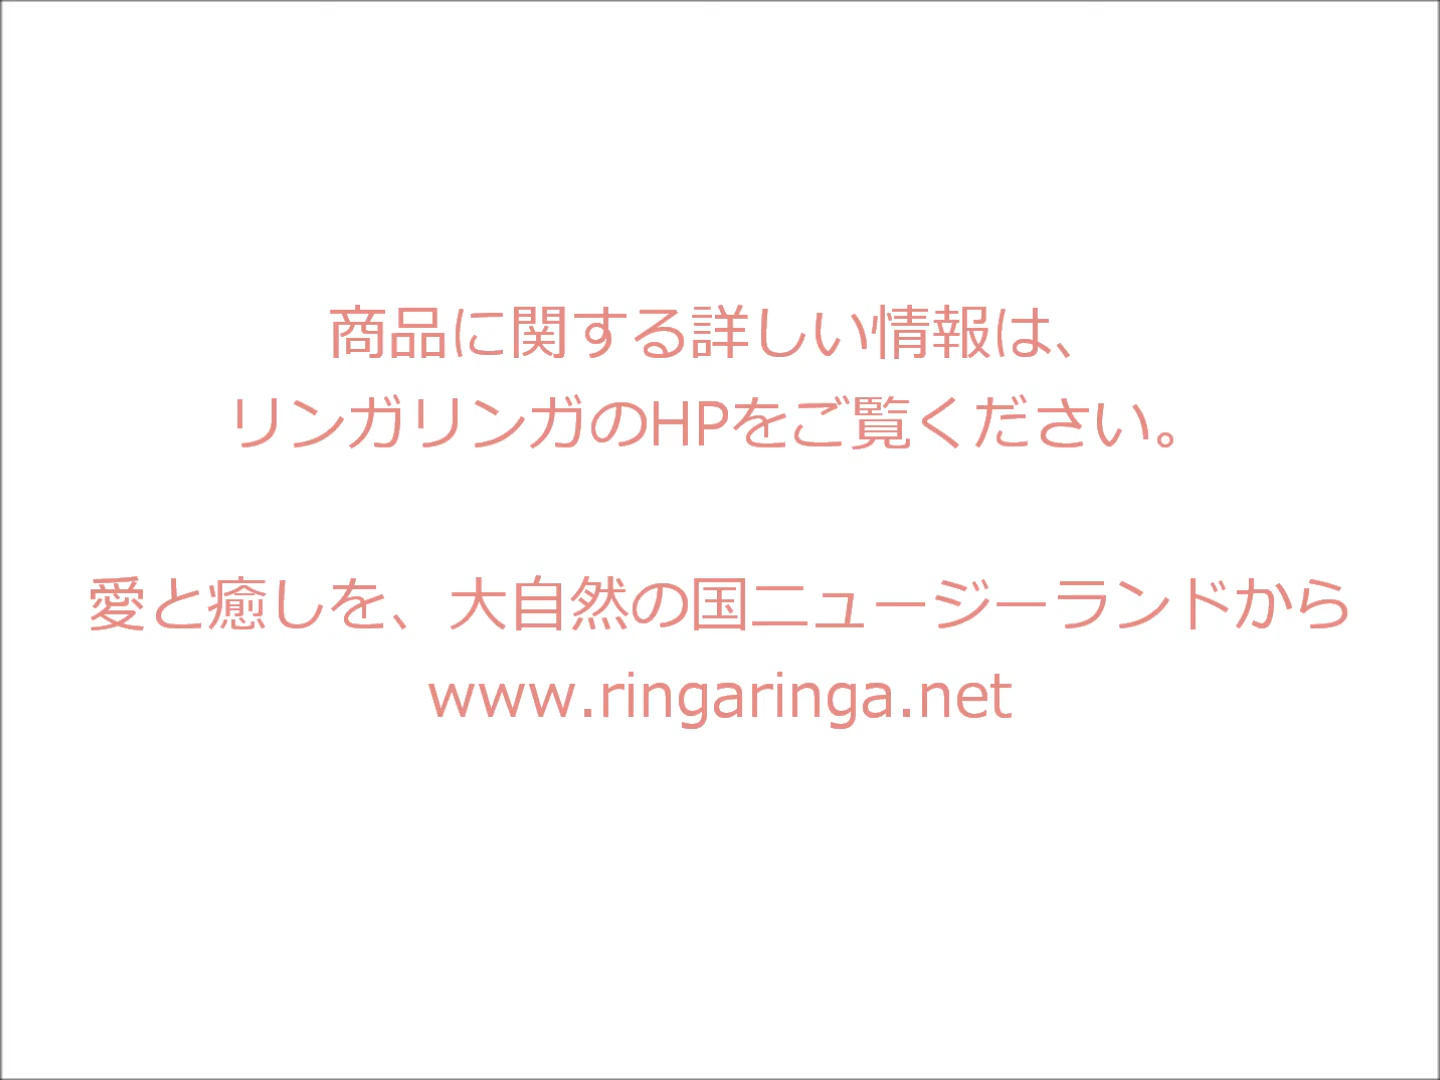 商品に関する詳しい情報は、
リンガリンガのHPをご覧ください。
愛と癒しを、大自然の国ニュージーランドから
www.ringaringa.net